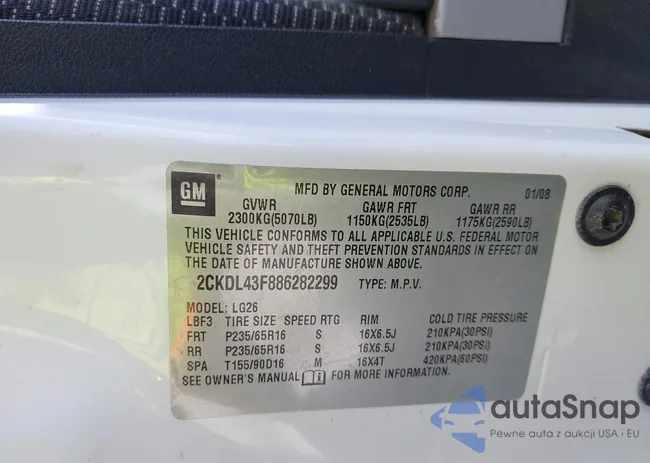 GM ® MFD BY GENERAL MOTORS CORP. 01/08
GVWR GAWR FRT GAWR RR
2300KG(5070LB) 1150KG(2535LB) 1175KG(2590LB)
THIS VEHICLE CONFORMS TO ALL APPLICABLE U.S. FEDERAL MOTOR
VEHICLE SAFETY AND THEFT PREVENTION STANDARDS IN EFFECT ON
THE DATE OF MANUFACTURE SHOWN ABOVE.
2CKDL43F886282299 TYPE: M.P.V.
MODEL: LG26
LBF3 TIRE SIZE SPEED RTG RIM COLD TIRE PRESSURE
FRT P235/65R16 S 16X6.5J 210KPA(30PSI)
RR P235/65R16 S 16X6.5J 210KPA(30PSI)
SPA T155/90D16 M 16X4T 420KPA(60PSI)
SEE OWNER'S MANUAL FOR MORE INFORMATION.
autaSnap
Pewne auta z aukcji USA i EU